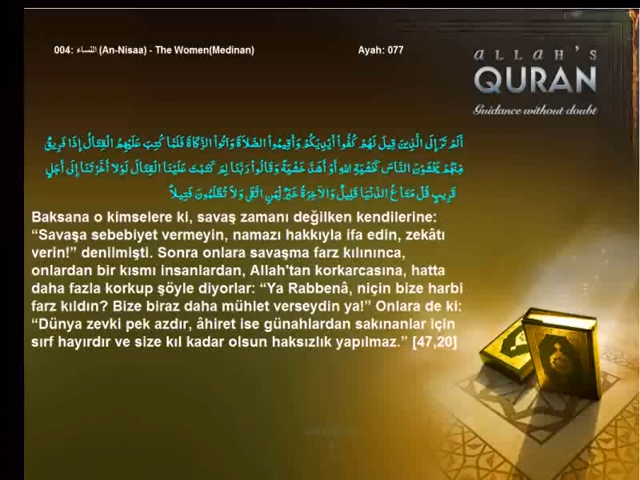 004: النساء (An-Nisaa) - The Women(Medinan)
Ayah: 077
ALLAH'S
QURAN
Guidance without doubt
أَلَمْ تَرَ إِلَى الَّذِينَ قِيلَ لَهُمْ كُفُّواْ أَيْدِيَكُمْ وَأَقِيمُواْ الصَّلاَةَ وَآتُواْ الزَّكَاةَ فَلَمَّا كُتِبَ عَلَيْهِمُ الْقِتَالُ إِذَا فَرِيقٌ
مِّنْهُمْ يَخْشَوْنَ النَّاسَ كَخَشْيَةِ اللّهِ أَوْ أَشَدَّ خَشْيَةً وَقَالُواْ رَبَّنَا لِمَ كَتَبْتَ عَلَيْنَا الْقِتَالَ لَوْلا أَخَّرْتَنَا إِلَى أَجَلٍ
قَرِيبٍ قُلْ مَتَاعُ الدَّنْيَا قَلِيلٌ وَالآخِرَةُ خَيْرٌ لِّمَنِ اتَّقَى وَلاَ تُظْلَمُونَ فَتِيلاً
Baksana o kimselere ki, savaş zamanı değilken kendilerine:
“Savaşa sebebiyet vermeyin, namazı hakkıyla ifa edin, zekâtı
verin!” denilmişti. Sonra onlara savaşma farz kılınınca,
onlardan bir kısmı insanlardan, Allah'tan korkarcasına, hatta
daha fazla korkup şöyle diyorlar: “Ya Rabbenâ, niçin bize harbi
farz kıldın? Bize biraz daha mühlet verseydin ya!” Onlara de ki:
“Dünya zevki pek azdır, âhiret ise günahlardan sakınanlar için
sırf hayırdır ve size kıl kadar olsun haksızlık yapılmaz.” [47,20]